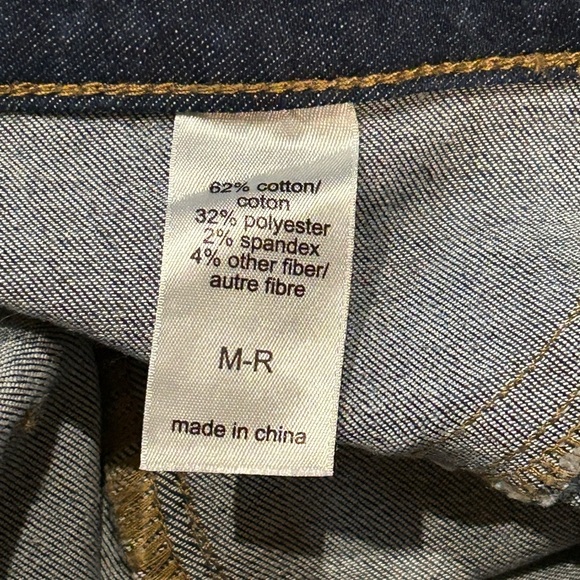 62% cotton/
coton
32% polyester
2% spandex
4% other fiber/
autre fibre
M-R
made in china